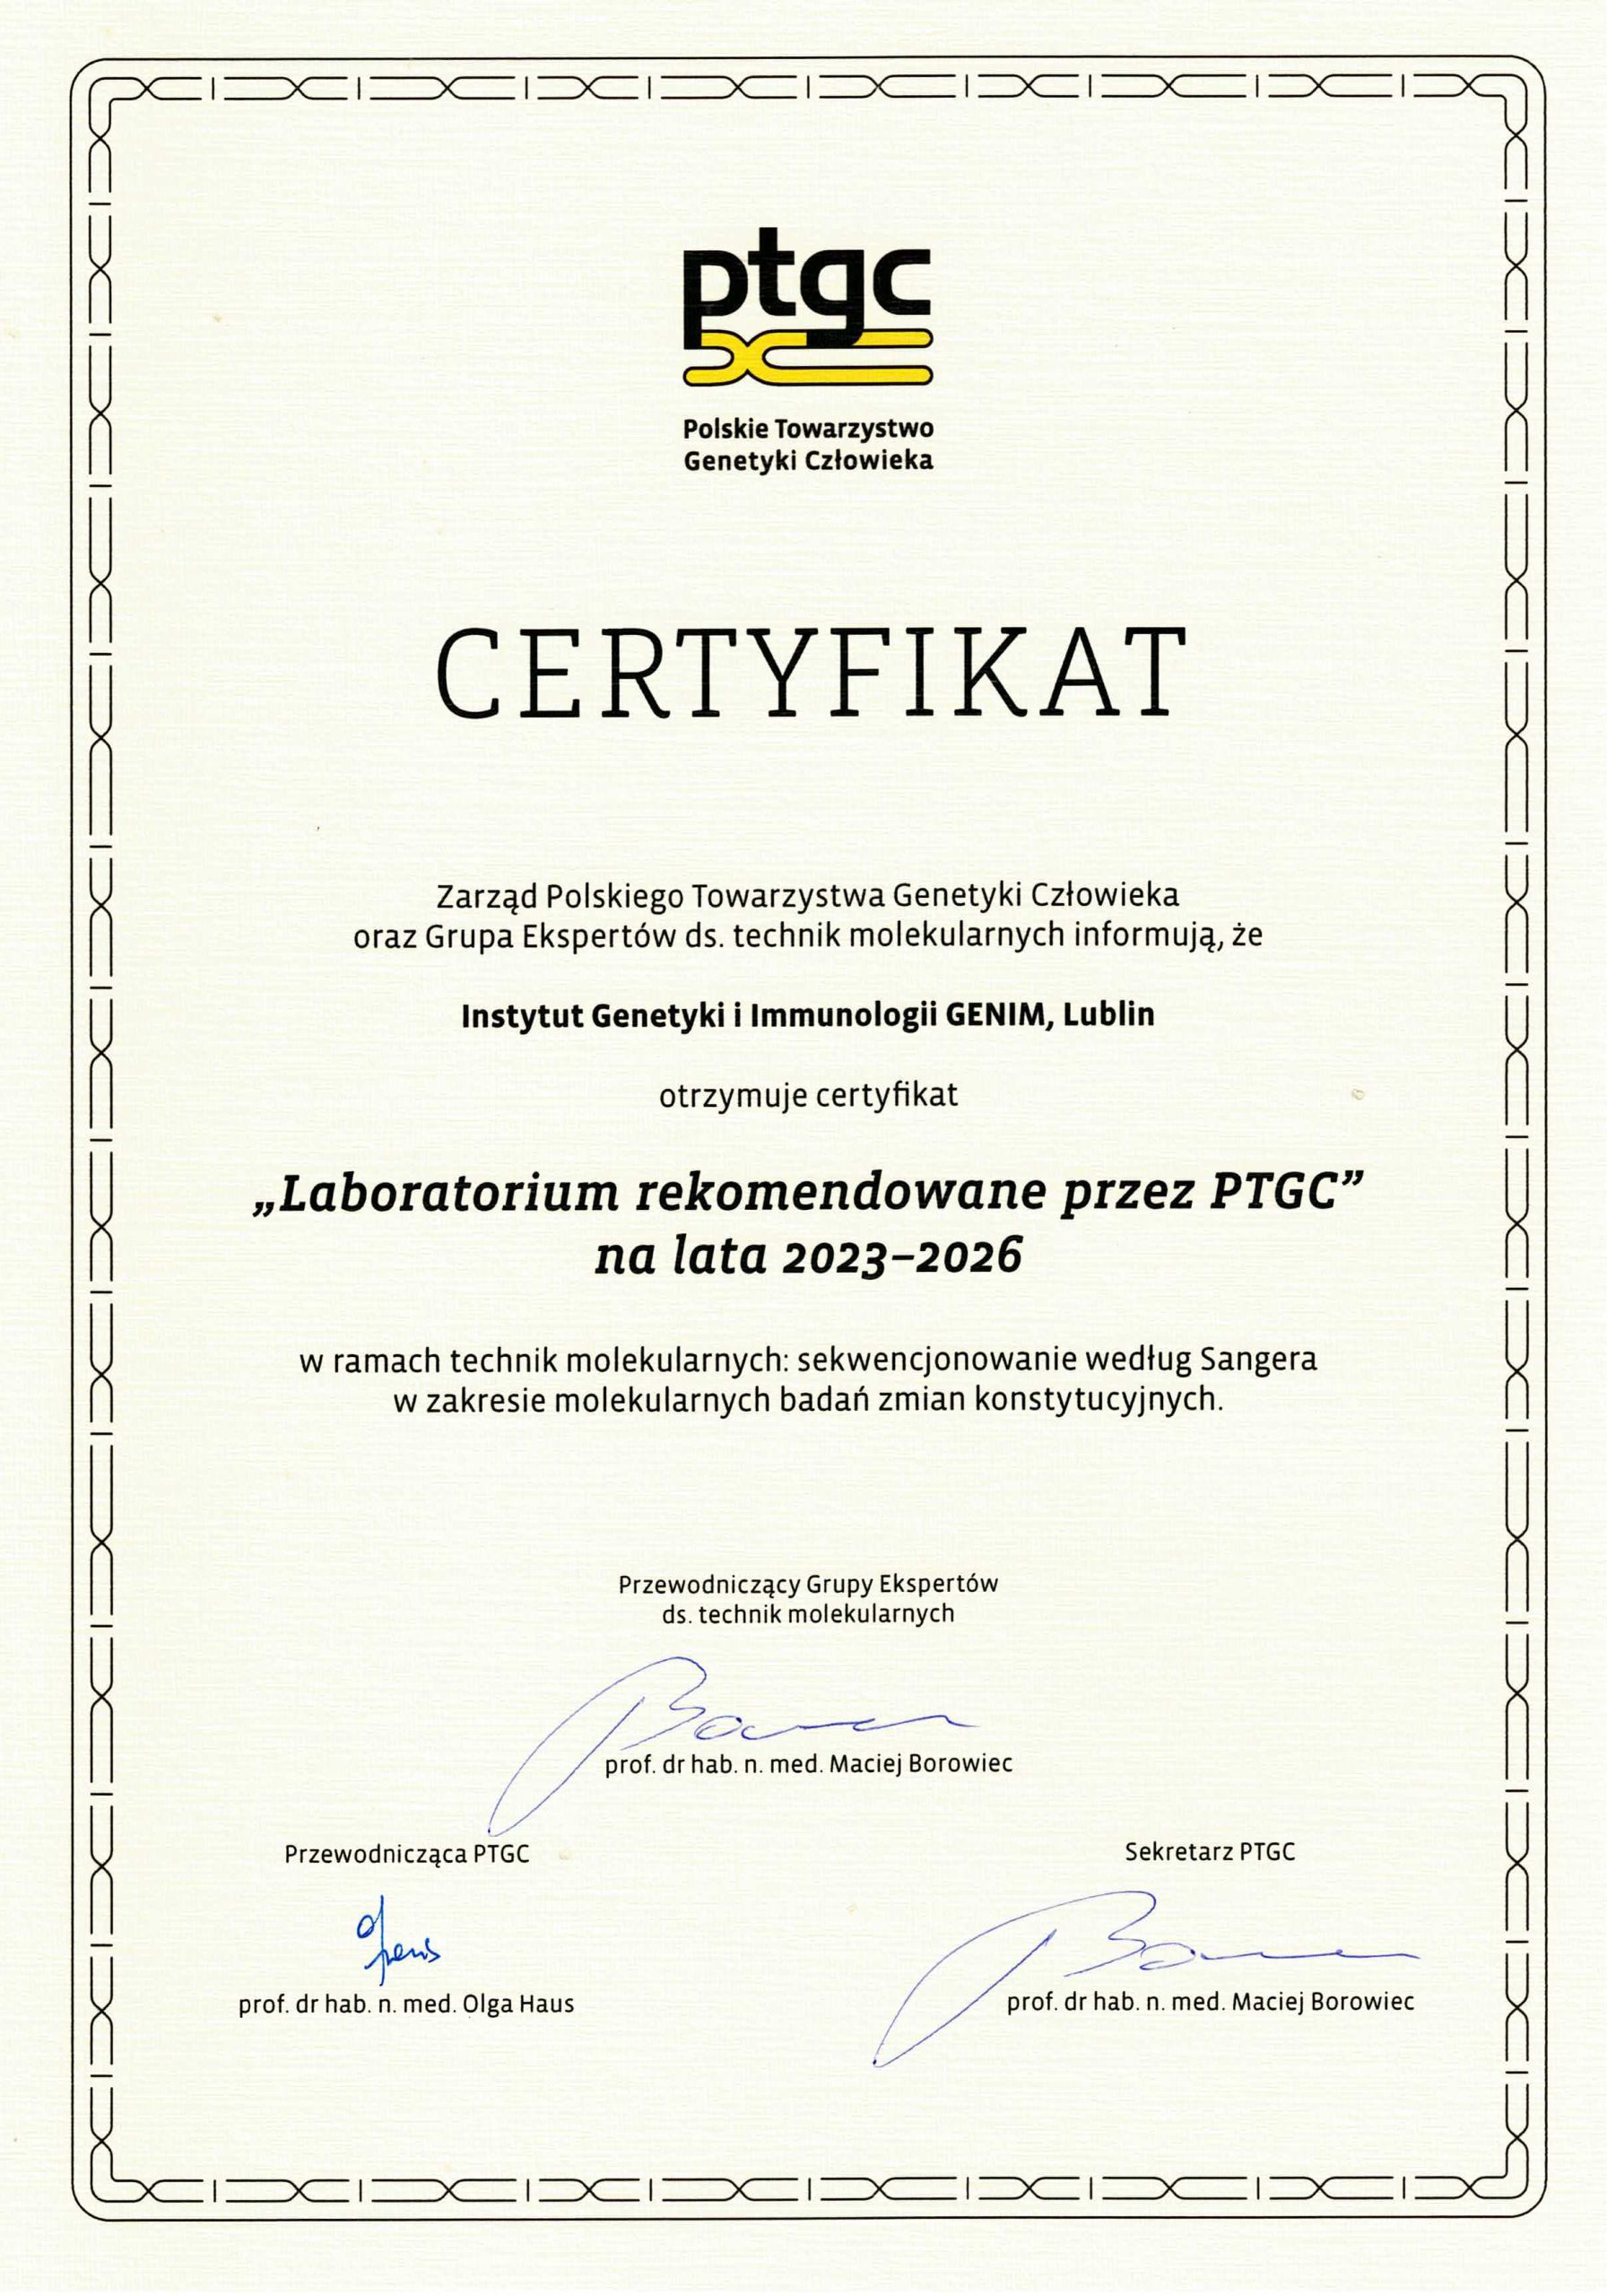 ptgc
Polskie Towarzystwo
Genetyki Człowieka
CERTYFIKAT
Zarząd Polskiego Towarzystwa Genetyki Człowieka
oraz Grupa Ekspertów ds. technik molekularnych informują, że
Instytut Genetyki i Immunologii GENIM, Lublin
otrzymuje certyfikat
„Laboratorium rekomendowane przez PTGC”
na lata 2023–2026
w ramach technik molekularnych: sekwencjonowanie według Sangera
w zakresie molekularnych badań zmian konstytucyjnych.
Przewodniczący Grupy Ekspertów
ds. technik molekularnych
prof. dr hab. n. med. Maciej Borowiec
Przewodnicząca PTGC
prof. dr hab. n. med. Olga Haus
Sekretarz PTGC
prof. dr hab. n. med. Maciej Borowiec